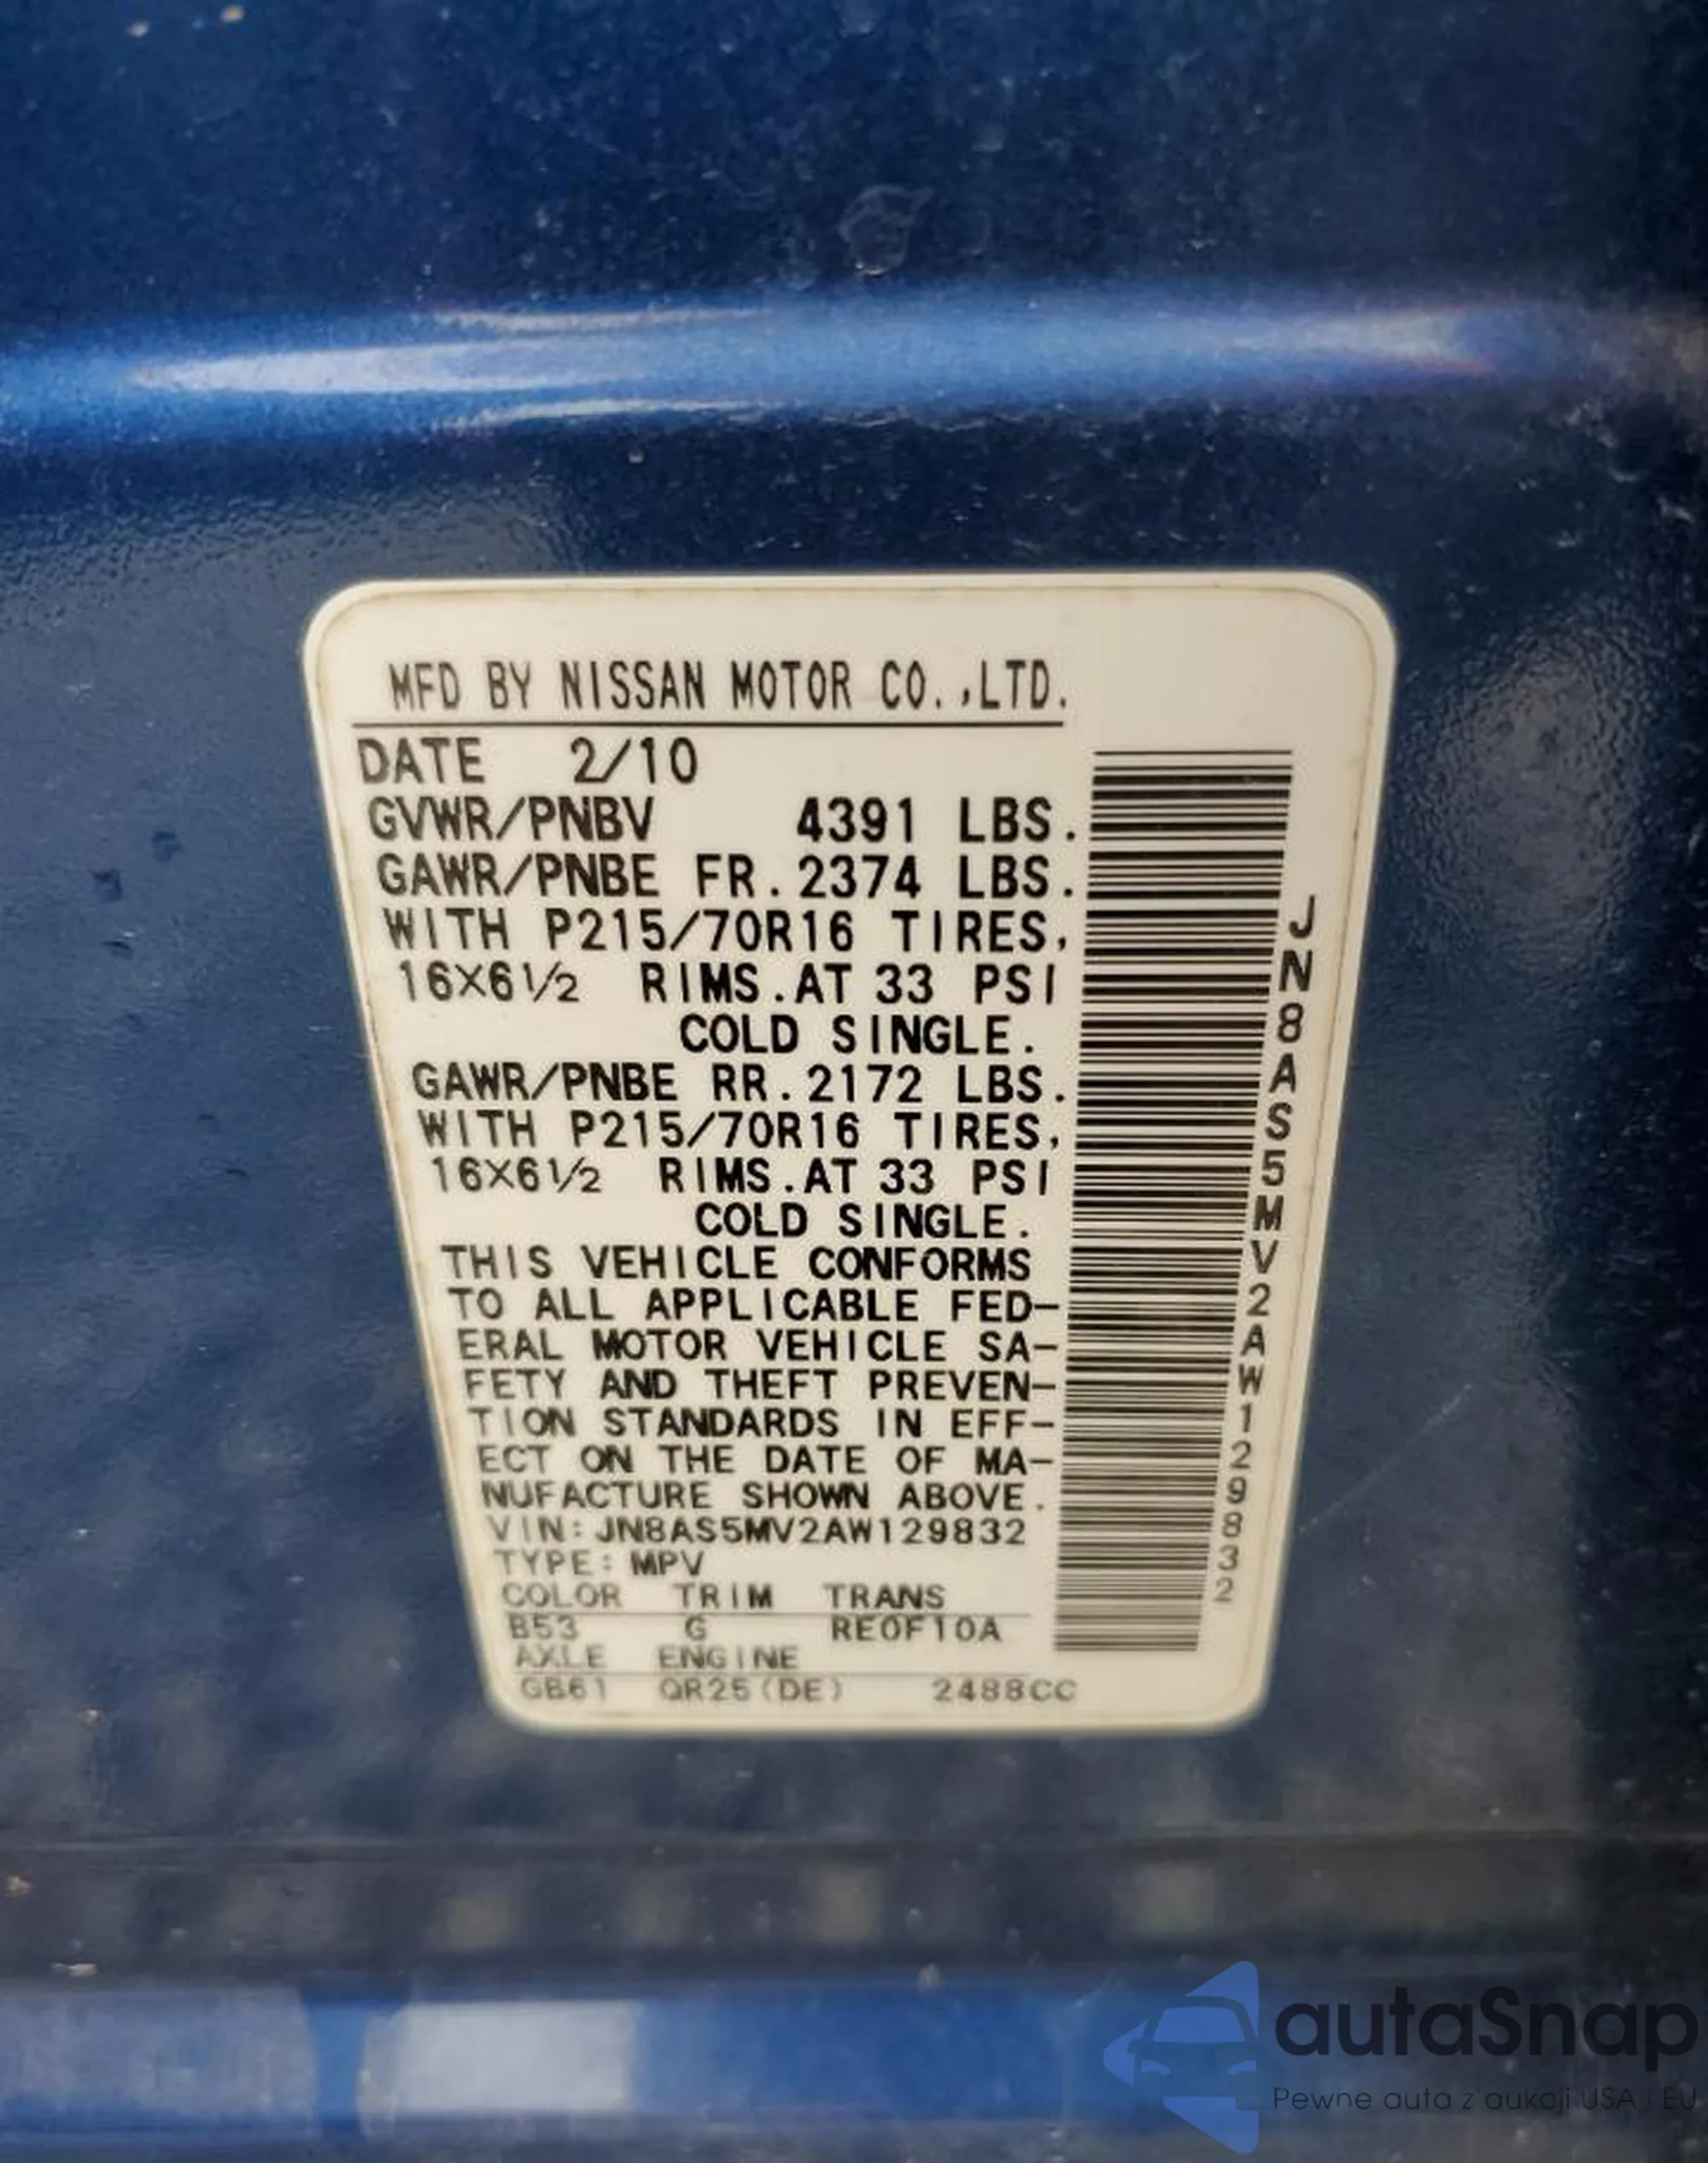 MFD BY NISSAN MOTOR CO.,LTD.
DATE 2/10
GVWR/PNBV 4391 LBS.
GAWR/PNBE FR.2374 LBS.
WITH P215/70R16 TIRES,
16X6½ RIMS.AT 33 PSI
COLD SINGLE.
GAWR/PNBE RR.2172 LBS.
WITH P215/70R16 TIRES,
16X6½ RIMS.AT 33 PSI
COLD SINGLE.
THIS VEHICLE CONFORMS
TO ALL APPLICABLE FED-
ERAL MOTOR VEHICLE SA-
FETY AND THEFT PREVEN-
TION STANDARDS IN EFF-
ECT ON THE DATE OF MA-
NUFACTURE SHOWN ABOVE.
VIN: JN8AS5MV2AW129832
TYPE: MPV
COLOR TRIM TRANS
B53 G RE0F10A
AXLE ENGINE
GB61 QR25(DE) 2488CC
JN8AS5MV2AW129832
autaSnap
Pewne auta z aukcji USA i EU